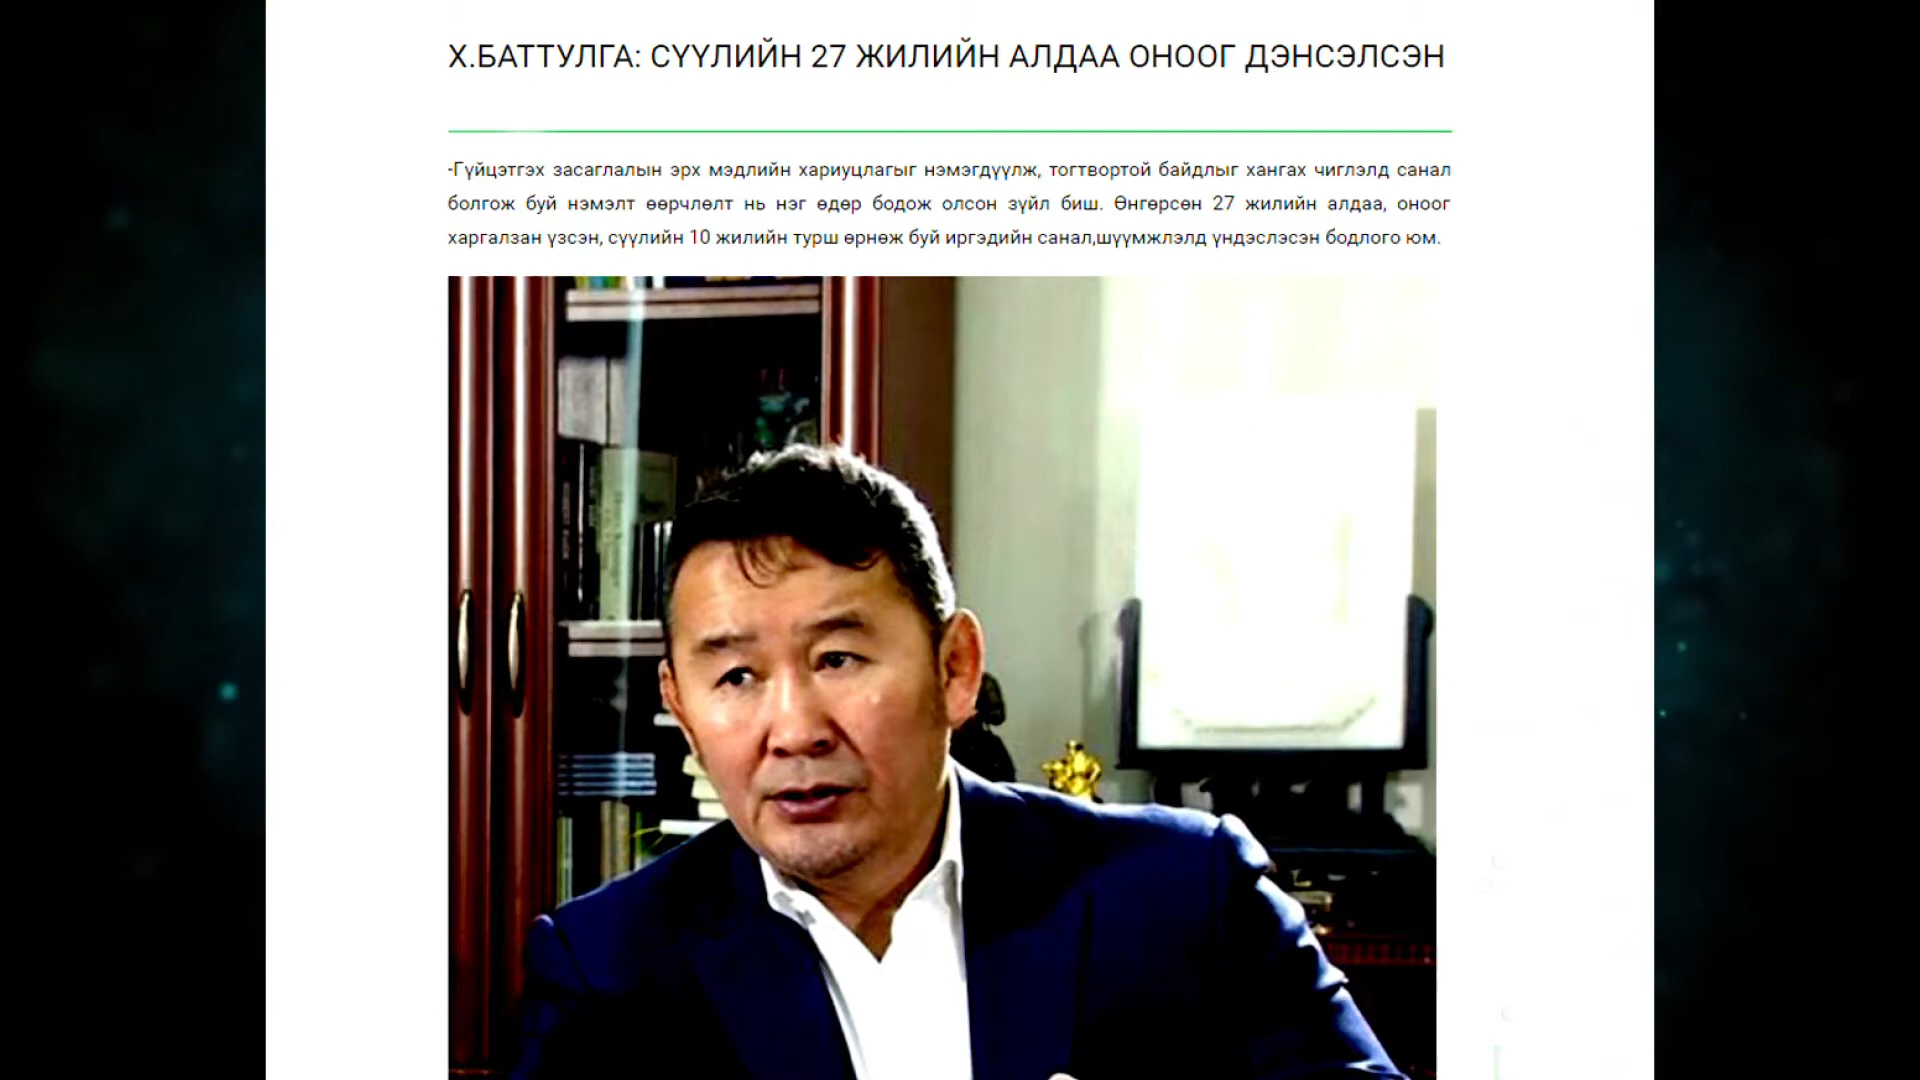 Х.БАТТУЛГА: СҮҮЛИЙН 27 ЖИЛИЙН АЛДАА ОНООГ ДЭНСЭЛСЭН
-Гүйцэтгэх засаглалын эрх мэдлийн хариуцлагыг нэмэгдүүлж, тогтвортой байдлыг хангах чиглэлд санал
болгож буй нэмэлт өөрчлөлт нь нэг өдөр бодож олсон зүйл биш. Өнгөрсөн 27 жилийн алдаа, оноог
харгалзан үзсэн, сүүлийн 10 жилийн турш өрнөж буй иргэдийн санал,шүүмжлэлд үндэслэсэн бодлого юм.